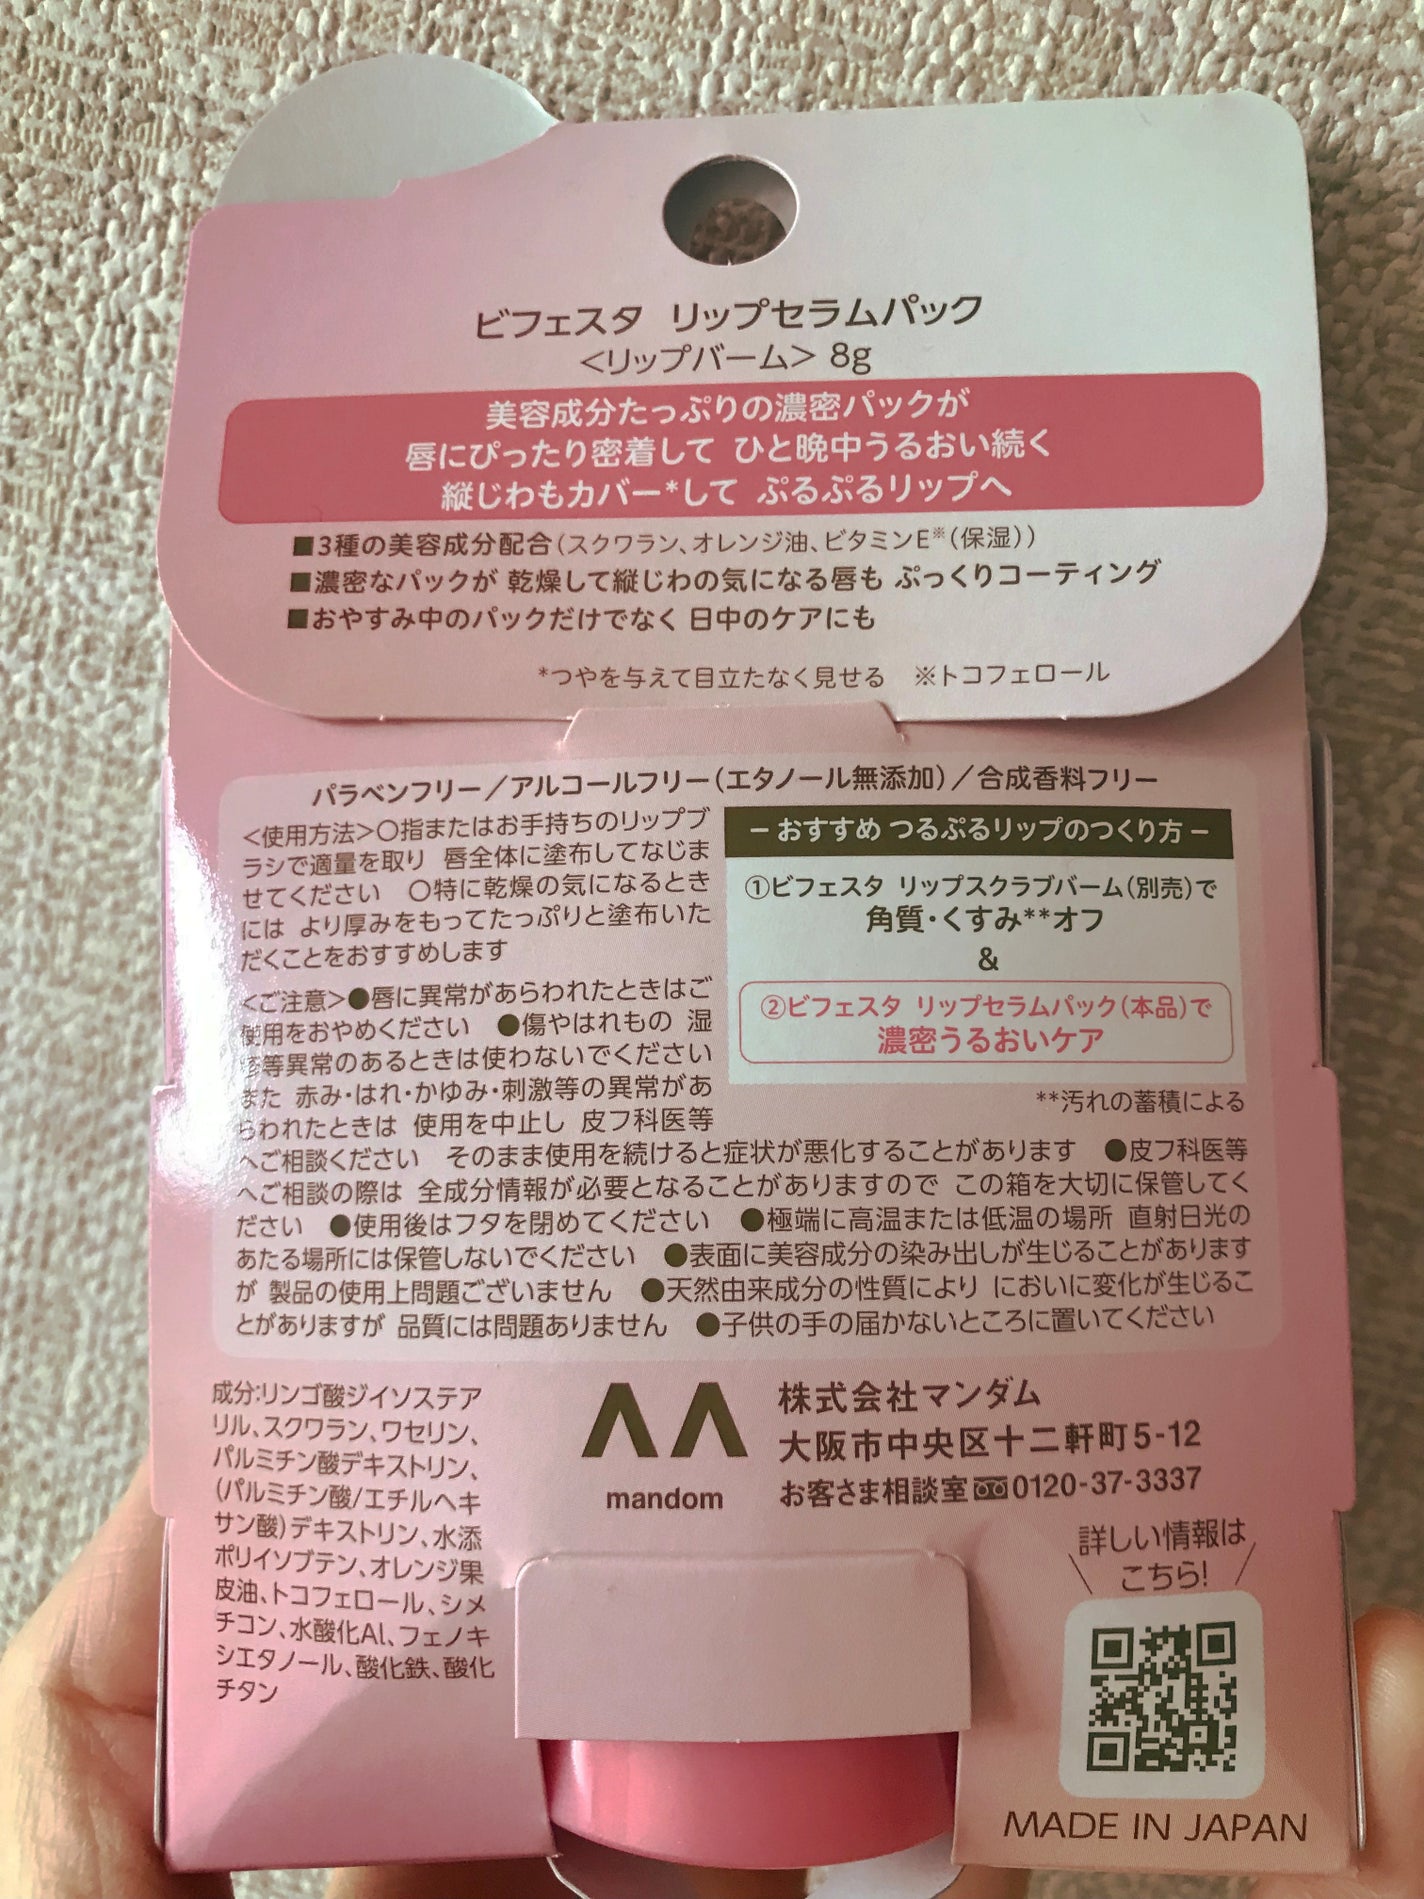 ビフェスタ リップセラムパック
<リップバーム> 8g
美容成分たっぷりの濃密パックが
唇にぴったり密着して ひと晩中うるおい続く
縦じわもカバー*して ぷるぷるリップへ
■3種の美容成分配合(スクワラン、オレンジ油、ビタミンE※(保湿))
■濃密なパックが 乾燥して縦じわの気になる唇も ぷっくりコーティング
■おやすみ中のパックだけでなく 日中のケアにも
*つやを与えて目立たなく見せる ※トコフェロール
パラベンフリー/アルコールフリー(エタノール無添加)/合成香料フリー
<使用方法>○指またはお手持ちのリップブ
ラシで適量を取り 唇全体に塗布してなじま
せてください ○特に乾燥の気になるとき
には より厚みをもってたっぷりと塗布いた
だくことをおすすめします
− おすすめ つるぷるリップのつくり方 −
①ビフェスタ リップスクラブバーム(別売)で
角質・くすみ**オフ
&
②ビフェスタ リップセラムパック(本品)で
濃密うるおいケア
**汚れの蓄積による
<ご注意>●唇に異常があらわれたときはご
使用をおやめください ●傷やはれもの 湿
疹等異常のあるときは使わないでください
また 赤み・はれ・かゆみ・刺激等の異常があ
らわれたときは 使用を中止し 皮フ科医等
へご相談ください そのまま使用を続けると症状が悪化することがあります ●皮フ科医等
へご相談の際は 全成分情報が必要となることがありますので この箱を大切に保管してく
ださい ●使用後はフタを閉めてください ●極端に高温または低温の場所 直射日光の
あたる場所には保管しないでください ●表面に美容成分の染み出しが生じることがあります
が 製品の使用上問題ございません ●天然由来成分の性質により においに変化が生じるこ
とがありますが 品質には問題ありません ●子供の手の届かないところに置いてください
成分:リンゴ酸ジイソステア
リル、スクワラン、ワセリン、
パルミチン酸デキストリン、
(パルミチン酸/エチルヘキ
サン酸)デキストリン、水添
ポリイソブテン、オレンジ果
皮油、トコフェロール、シメ
チコン、水酸化Al、フェノキ
シエタノール、酸化鉄、酸化
チタン
mandom
株式会社マンダム
大阪市中央区十二軒町5-12
お客さま相談室 0120-37-3337
詳しい情報は
こちら!
MADE IN JAPAN